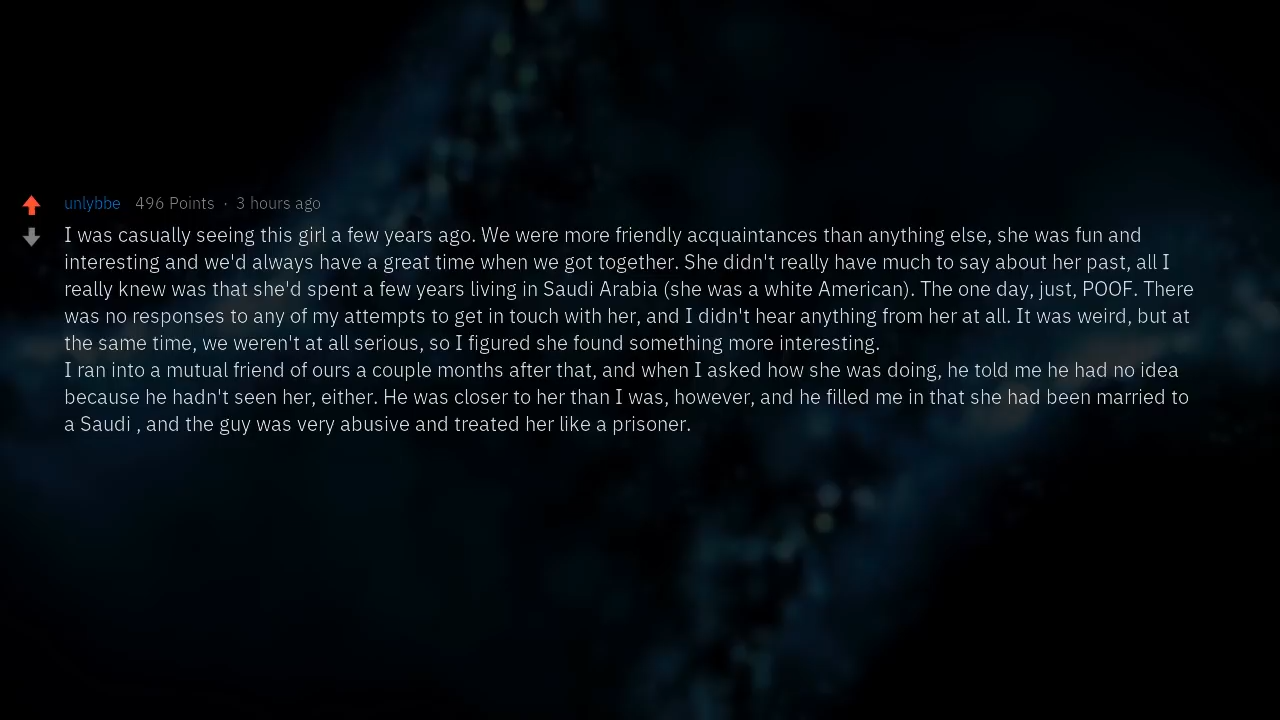 unlybbe 496 Points · 3 hours ago
I was casually seeing this girl a few years ago. We were more friendly acquaintances than anything else, she was fun and
interesting and we'd always have a great time when we got together. She didn't really have much to say about her past, all I
really knew was that she'd spent a few years living in Saudi Arabia (she was a white American). The one day, just, POOF. There
was no responses to any of my attempts to get in touch with her, and I didn't hear anything from her at all. It was weird, but at
the same time, we weren't at all serious, so I figured she found something more interesting.
I ran into a mutual friend of ours a couple months after that, and when I asked how she was doing, he told me he had no idea
because he hadn't seen her, either. He was closer to her than I was, however, and he filled me in that she had been married to
a Saudi , and the guy was very abusive and treated her like a prisoner.